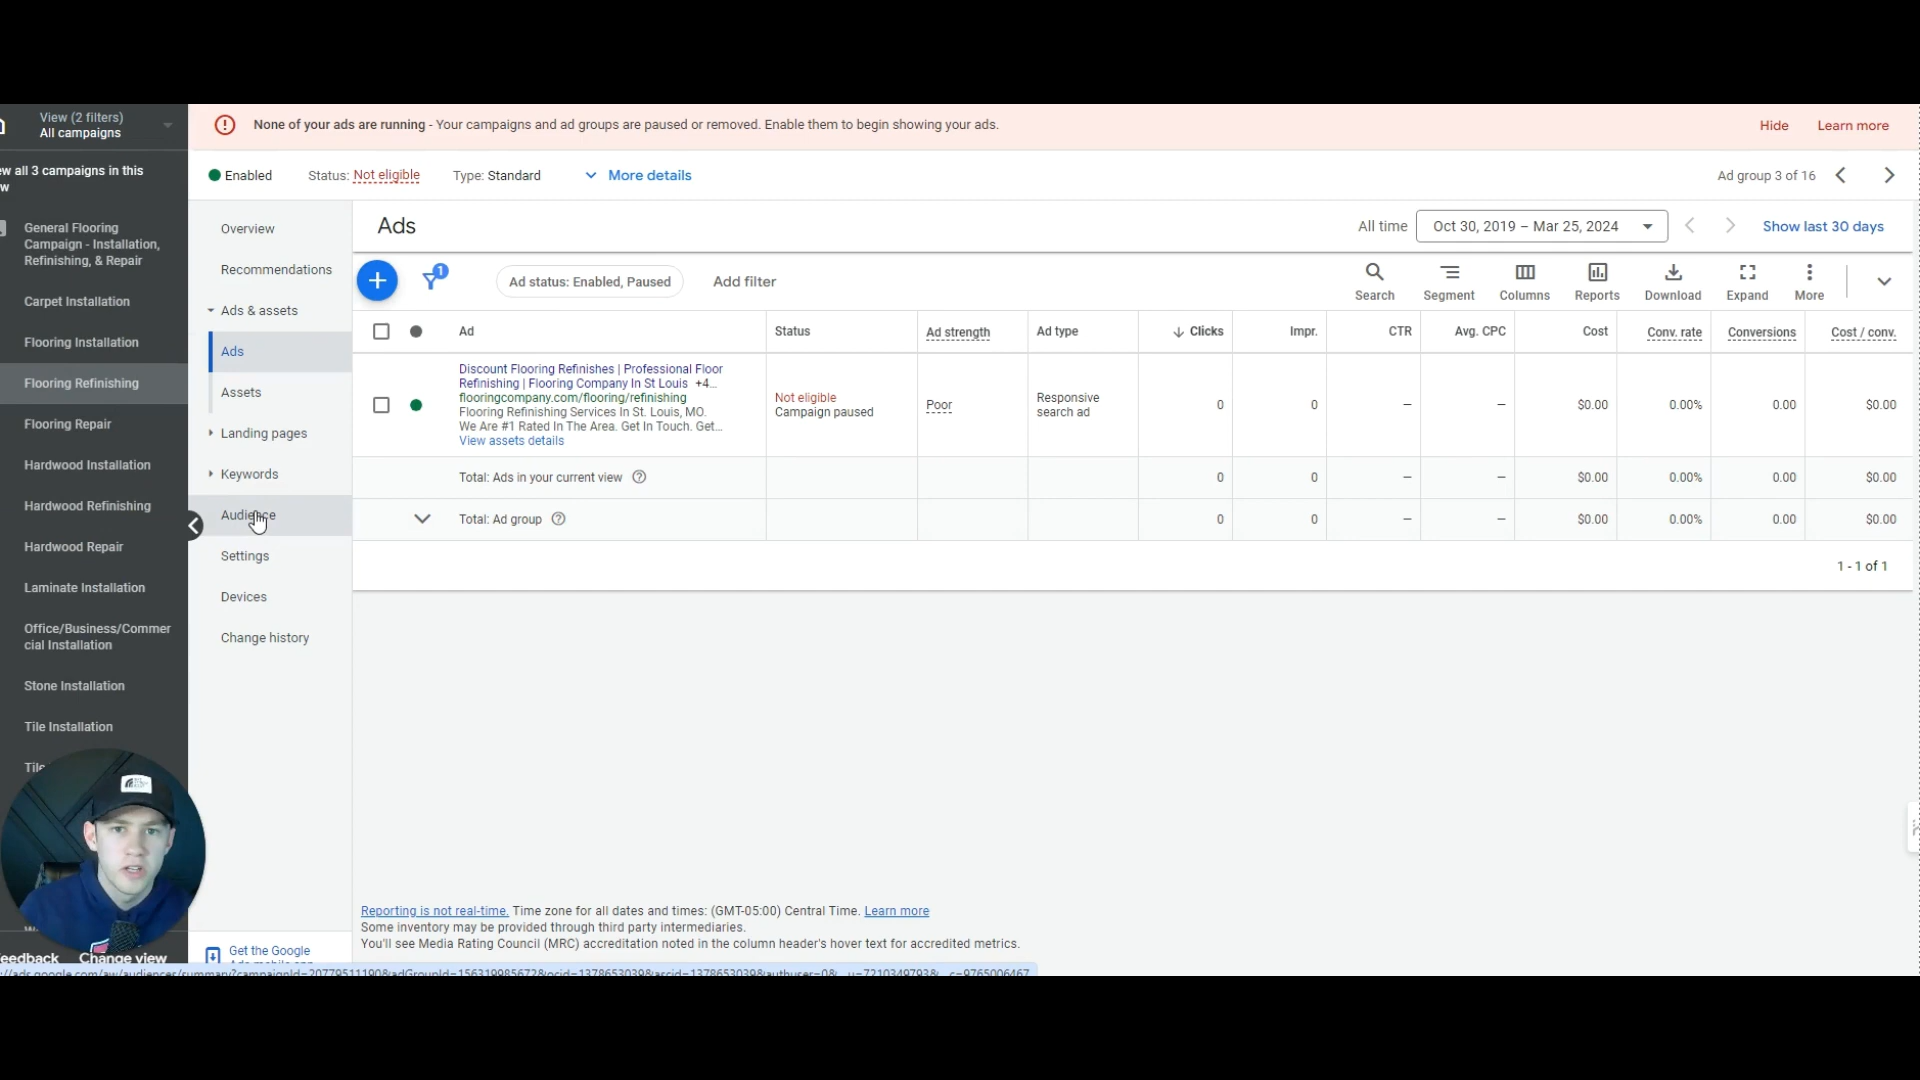 View (2 filters)
All campaigns
None of your ads are running - Your campaigns and ad groups are paused or removed. Enable them to begin showing your ads.
Hide
Learn more
ew all 3 campaigns in this
w
Enabled
Status: Not eligible
Type: Standard
More details
Ad group 3 of 16
General Flooring
Campaign - Installation,
Refinishing, & Repair
Carpet Installation
Flooring Installation
Flooring Refinishing
Flooring Repair
Hardwood Installation
Hardwood Refinishing
Hardwood Repair
Laminate Installation
Office/Business/Commer
cial Installation
Stone Installation
Tile Installation
Tile
eedback
Change view
Overview
Recommendations
Ads & assets
Ads
Assets
Landing pages
Keywords
Audience
Settings
Devices
Change history
Get the Google
Ads
Ads
All time
Oct 30, 2019 – Mar 25, 2024
Show last 30 days
1
Ad status: Enabled, Paused
Add filter
Search
Segment
Columns
Reports
Download
Expand
More
Ad
Status
Ad strength
Ad type
Clicks
Impr.
CTR
Avg. CPC
Cost
Conv. rate
Conversions
Cost / conv.
Discount Flooring Refinishes | Professional Floor
Refinishing | Flooring Company In St Louis +4...
flooringcompany.com/flooring/refinishing
Flooring Refinishing Services In St. Louis, MO.
We Are #1 Rated In The Area. Get In Touch. Get...
View assets details
Not eligible
Campaign paused
Poor
Responsive
search ad
0
0
–
–
$0.00
0.00%
0.00
$0.00
Total: Ads in your current view
0
0
–
–
$0.00
0.00%
0.00
$0.00
Total: Ad group
0
0
–
–
$0.00
0.00%
0.00
$0.00
1 - 1 of 1
Reporting is not real-time. Time zone for all dates and times: (GMT-05:00) Central Time. Learn more
Some inventory may be provided through third party intermediaries.
You'll see Media Rating Council (MRC) accreditation noted in the column header's hover text for accredited metrics.